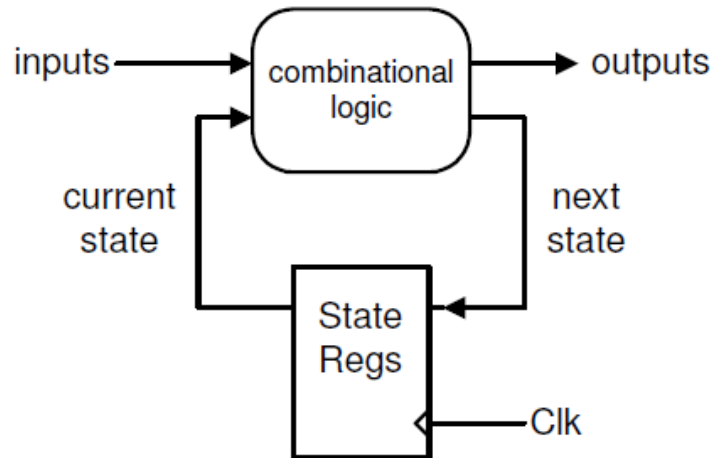 inputs
combinational
logic
outputs
current
state
next
state
State
Regs
Clk